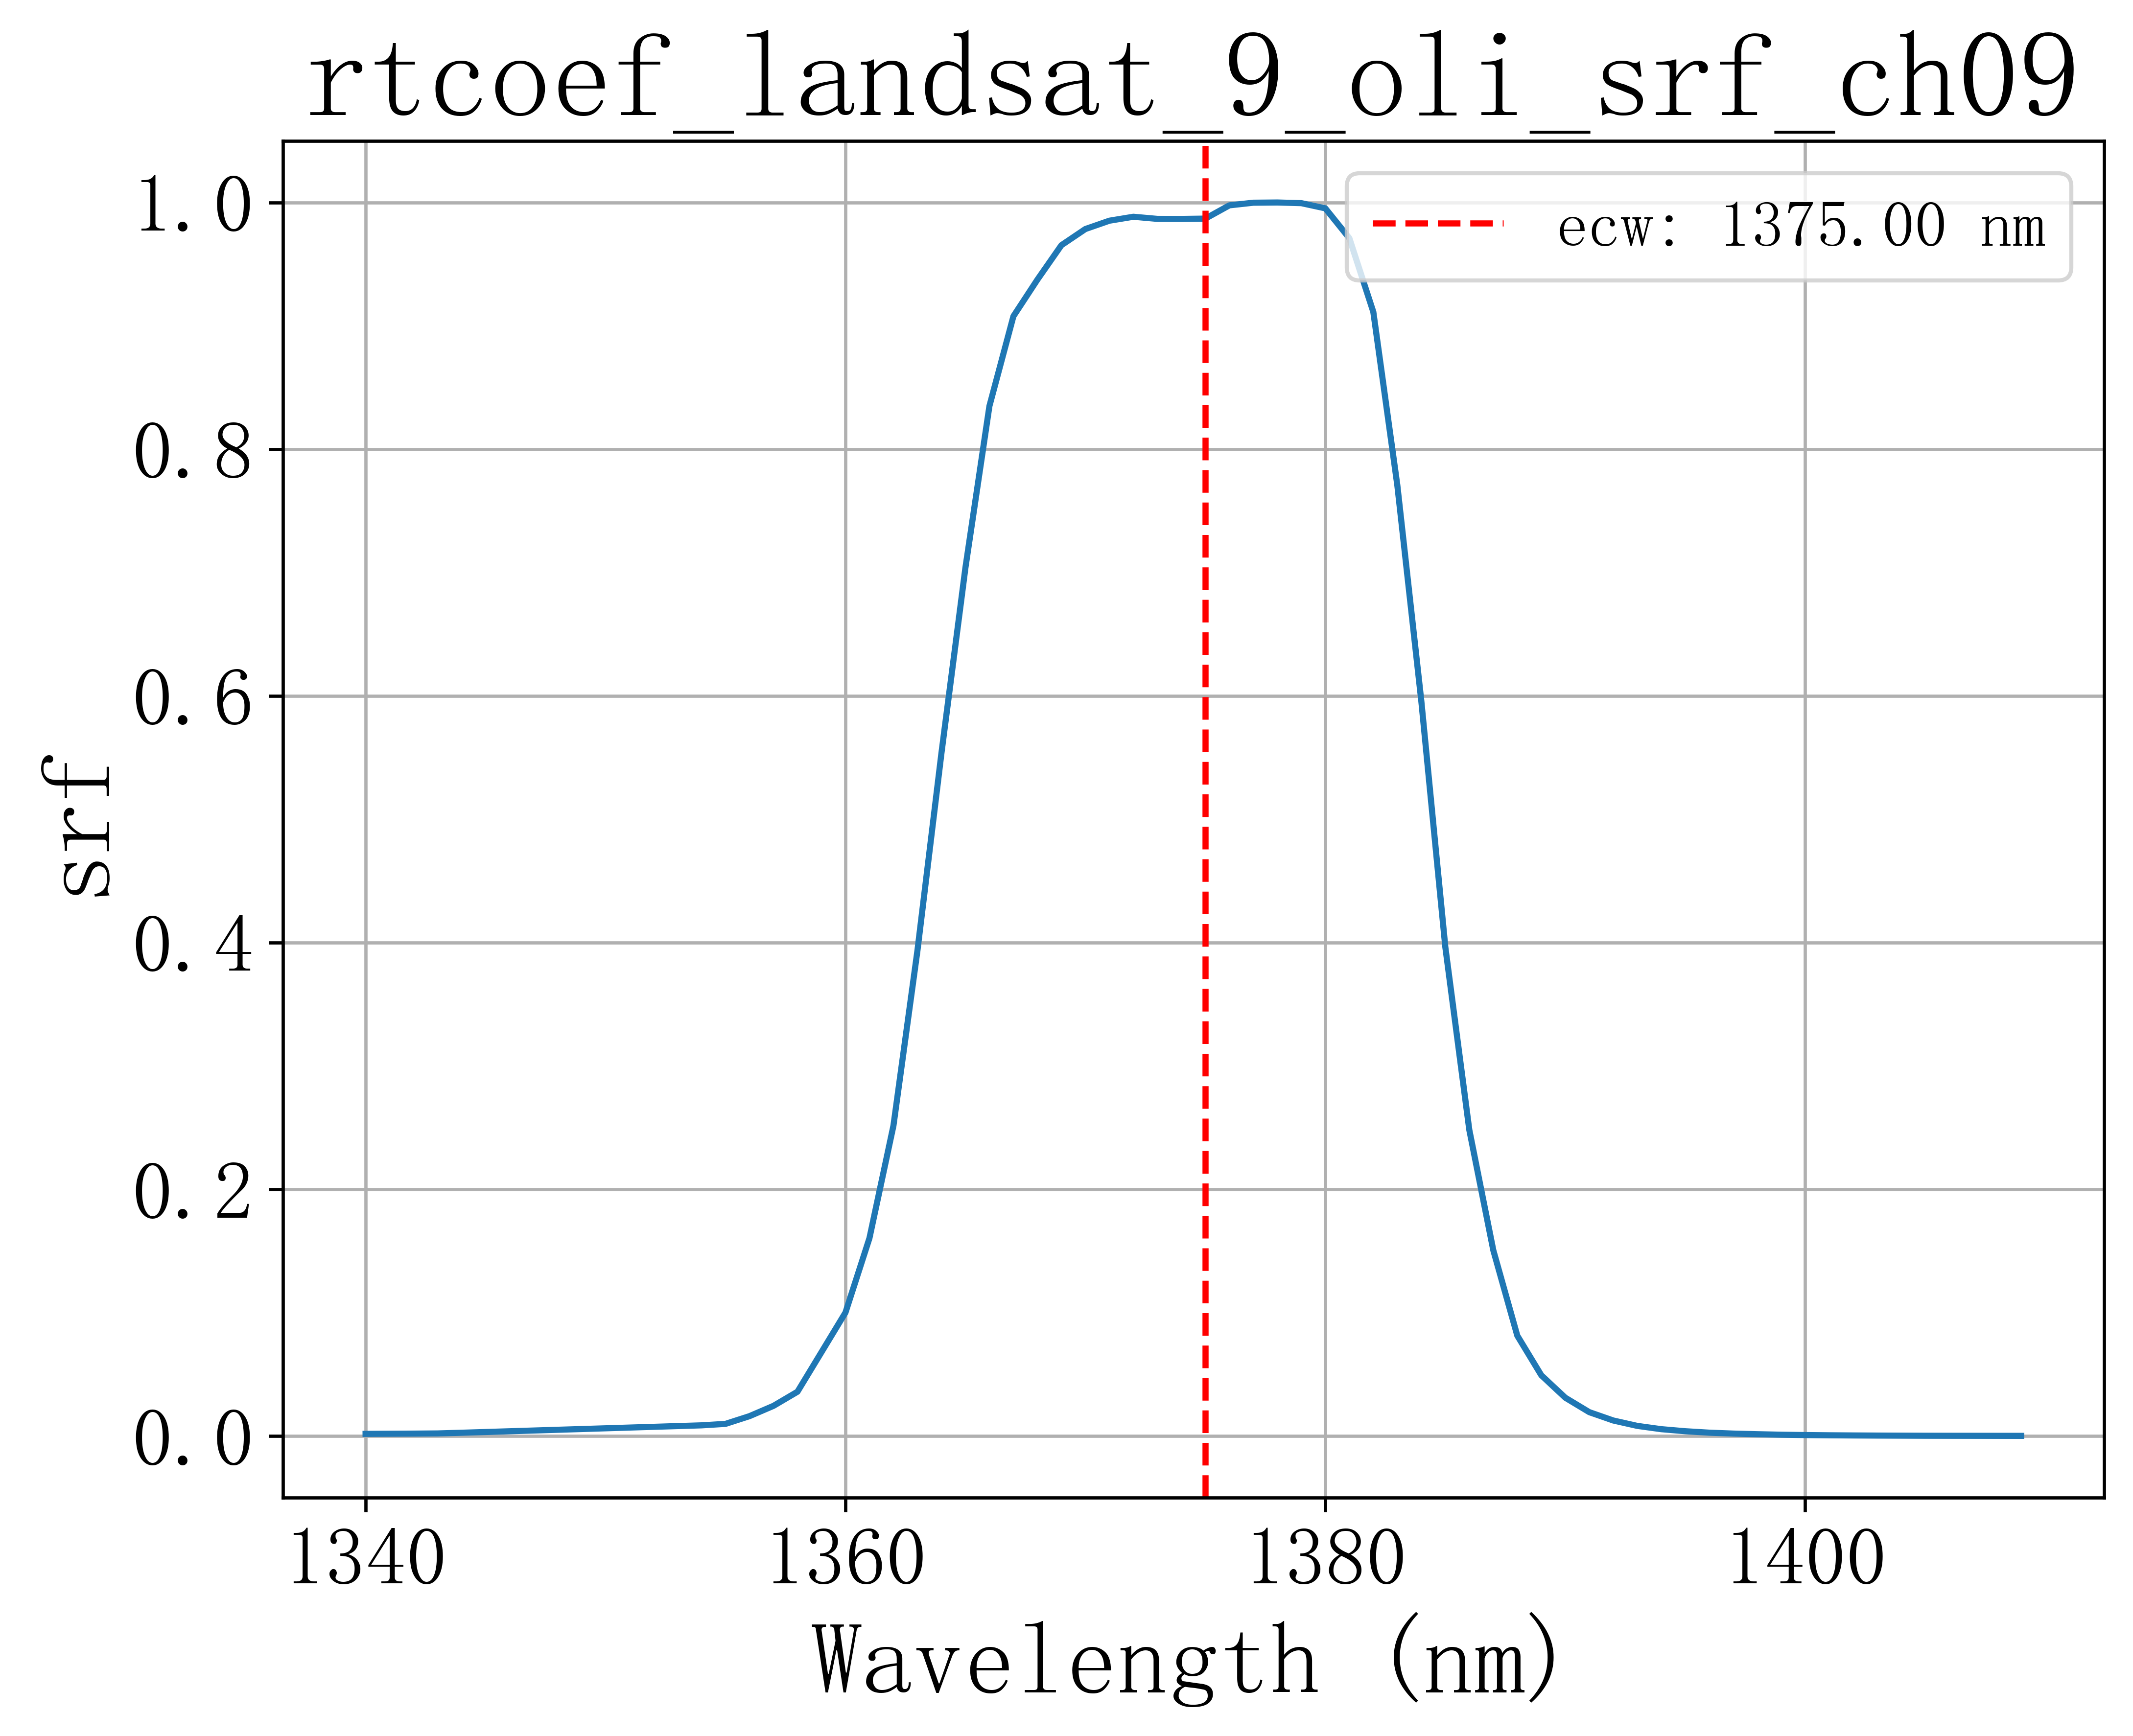 rtcoef_landsat_9_oli_srf_ch09
ecw: 1375.00 nm
1.0
0.8
0.6
0.4
0.2
0.0
srf
1340 1360 1380 1400
Wavelength (nm)